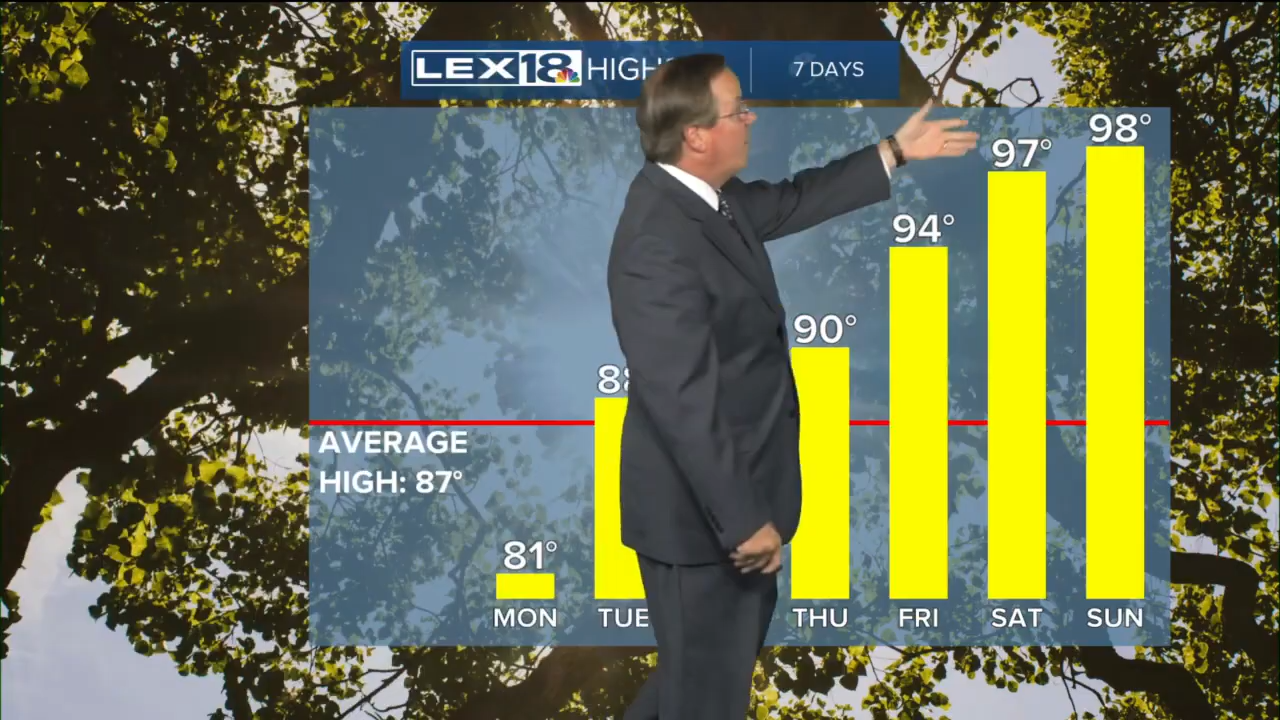 LEX18
7 DAYS
98°
97°
94°
90°
AVERAGE
HIGH: 87°
81°
MON TUE THU FRI SAT SUN